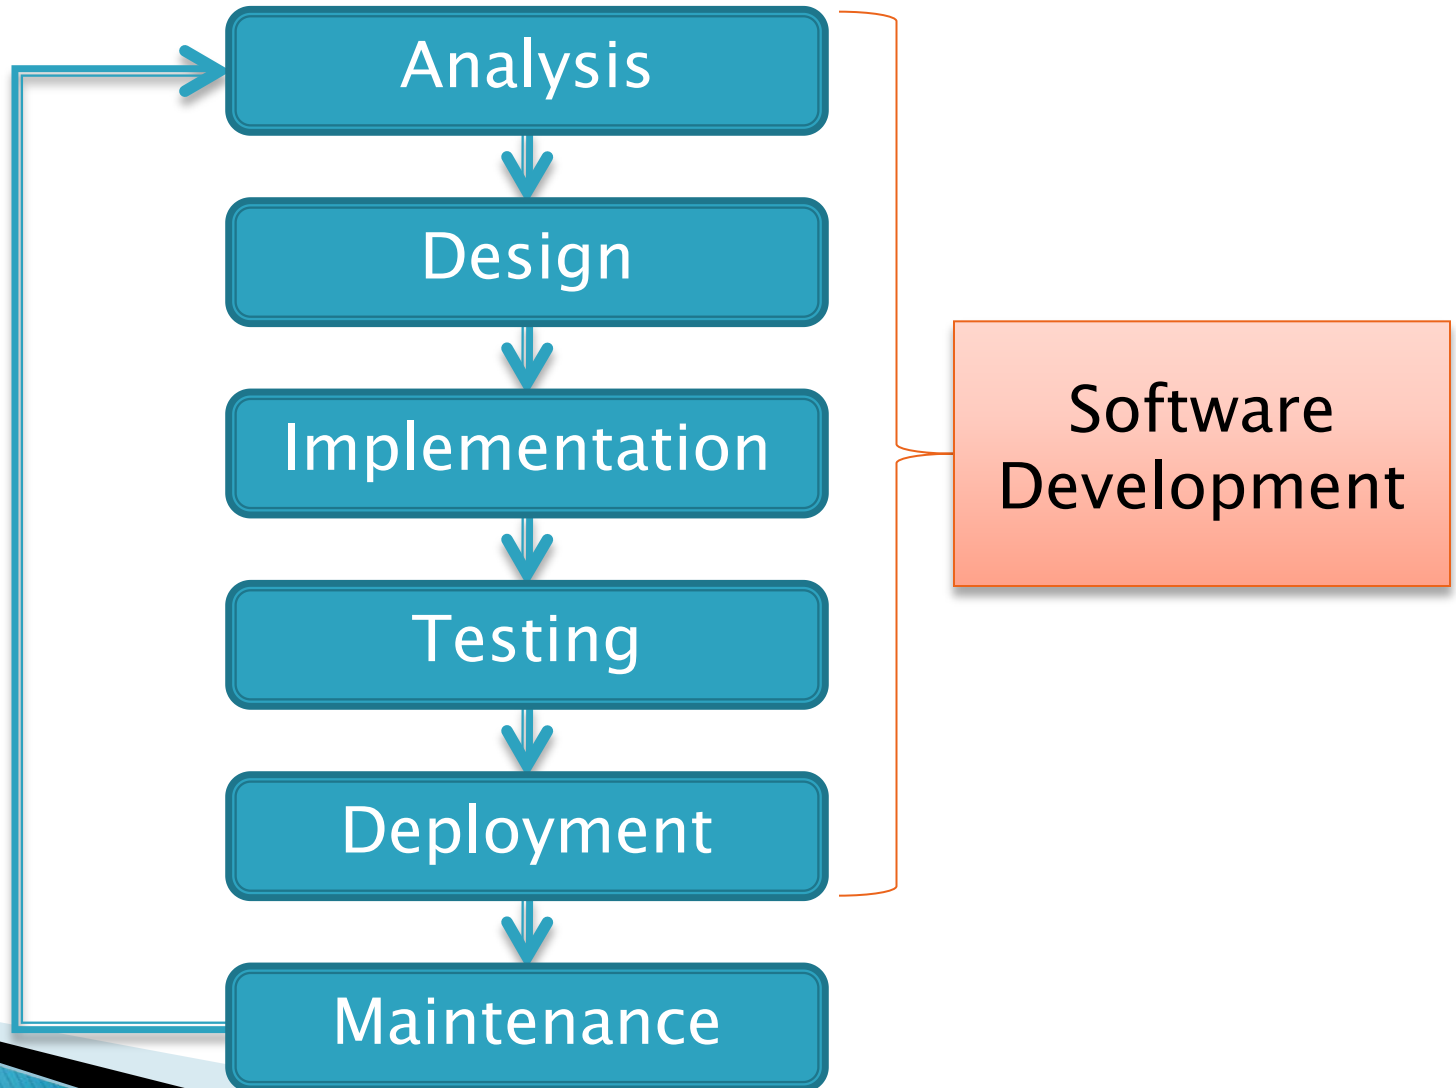 Analysis
Design
Implementation
Testing
Deployment
Maintenance
Software
Development